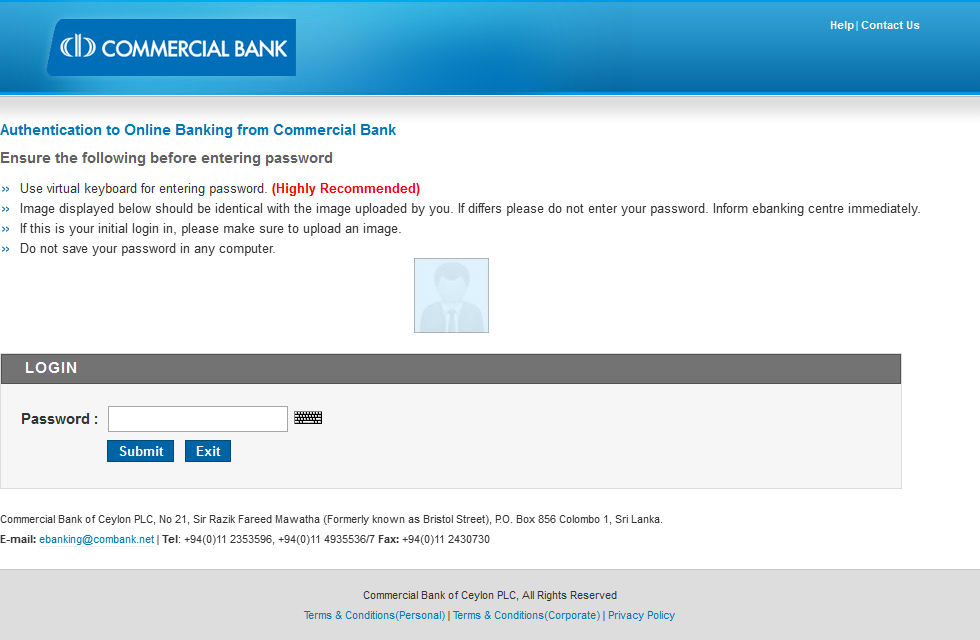 COMMERCIAL BANK
Help | Contact Us
Authentication to Online Banking from Commercial Bank
Ensure the following before entering password
» Use virtual keyboard for entering password. (Highly Recommended)
» Image displayed below should be identical with the image uploaded by you. If differs please do not enter your password. Inform ebanking centre immediately.
» If this is your initial login in, please make sure to upload an image.
» Do not save your password in any computer.
LOGIN
Password :
Submit Exit
Commercial Bank of Ceylon PLC, No 21, Sir Razik Fareed Mawatha (Formerly known as Bristol Street), P.O. Box 856 Colombo 1, Sri Lanka.
E-mail: ebanking@combank.net | Tel: +94(0)11 2353596, +94(0)11 4935536/7 Fax: +94(0)11 2430730
Commercial Bank of Ceylon PLC, All Rights Reserved
Terms & Conditions(Personal) | Terms & Conditions(Corporate) | Privacy Policy